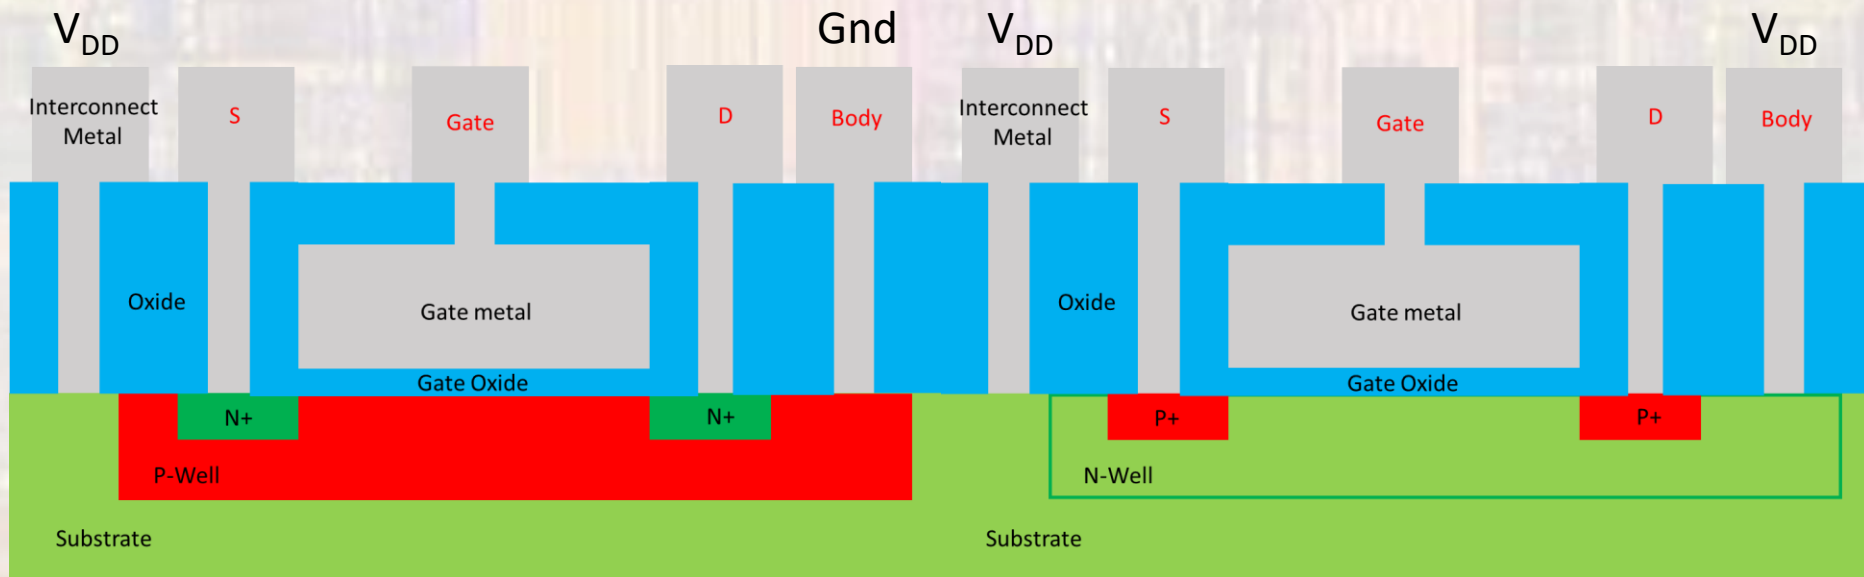 VDD Gnd VDD VDD
Interconnect
Metal
S
Gate
D
Body
Interconnect
Metal
S
Gate
D
Body
Oxide
Gate metal
Oxide
Gate metal
Gate Oxide
Gate Oxide
N+
N+
P+
P+
P-Well
N-Well
Substrate
Substrate